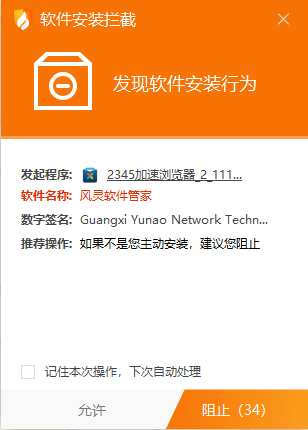 软件安装拦截
发现软件安装行为
发起程序: 2345加速浏览器_2_111...
软件名称: 风灵软件管家
数字签名: Guangxi Yunao Network Techn...
推荐操作: 如果不是您主动安装，建议您阻止
记住本次操作，下次自动处理
允许
阻止（34）